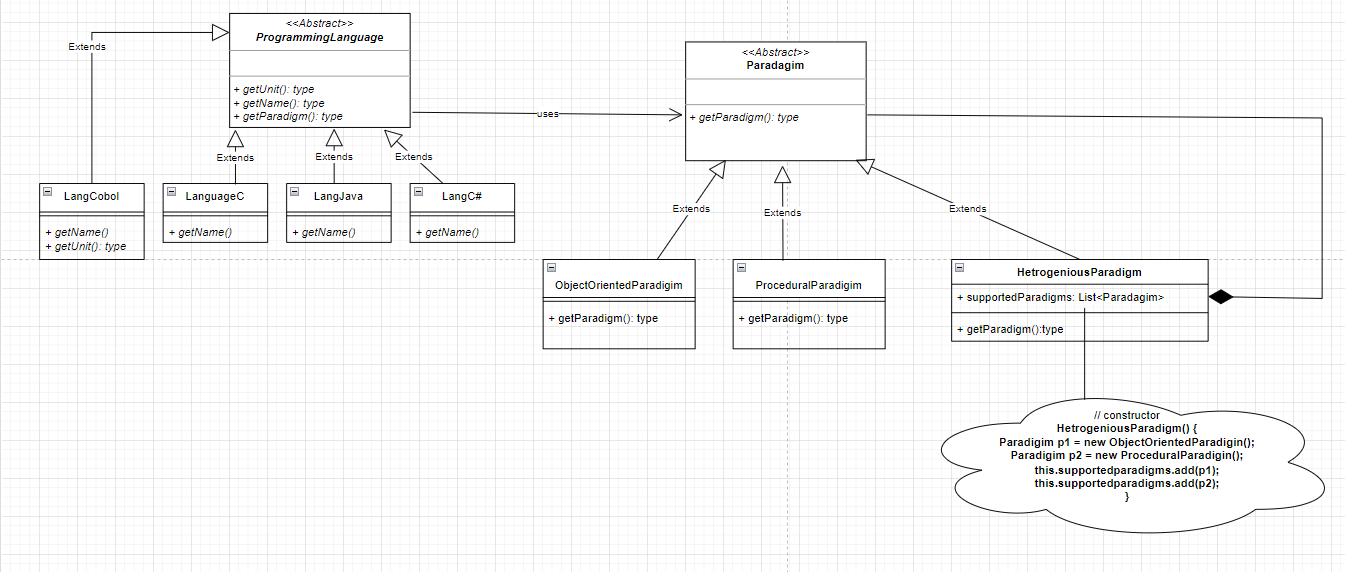 <<Abstract>>
ProgrammingLanguage
+ getUnit(): type
+ getName(): type
+ getParadigm(): type
Extends
Extends
Extends
Extends
uses
<<Abstract>>
Paradagim
+ getParadigm(): type
LangCobol
+ getName()
+ getUnit(): type
LanguageC
+ getName()
LangJava
+ getName()
LangC#
+ getName()
Extends
Extends
Extends
ObjectOrientedParadigim
+ getParadigm(): type
ProceduralParadigim
+ getParadigm(): type
HetrogeniousParadigm
+ supportedParadigms: List<Paradagim>
+ getParadigm():type
// constructor
HetrogeniousParadigm() {
Paradigim p1 = new ObjectOrientedParadigin();
Paradigim p2 = new ProceduralParadigin();
this.supportedparadigms.add(p1);
this.supportedparadigms.add(p2);
}